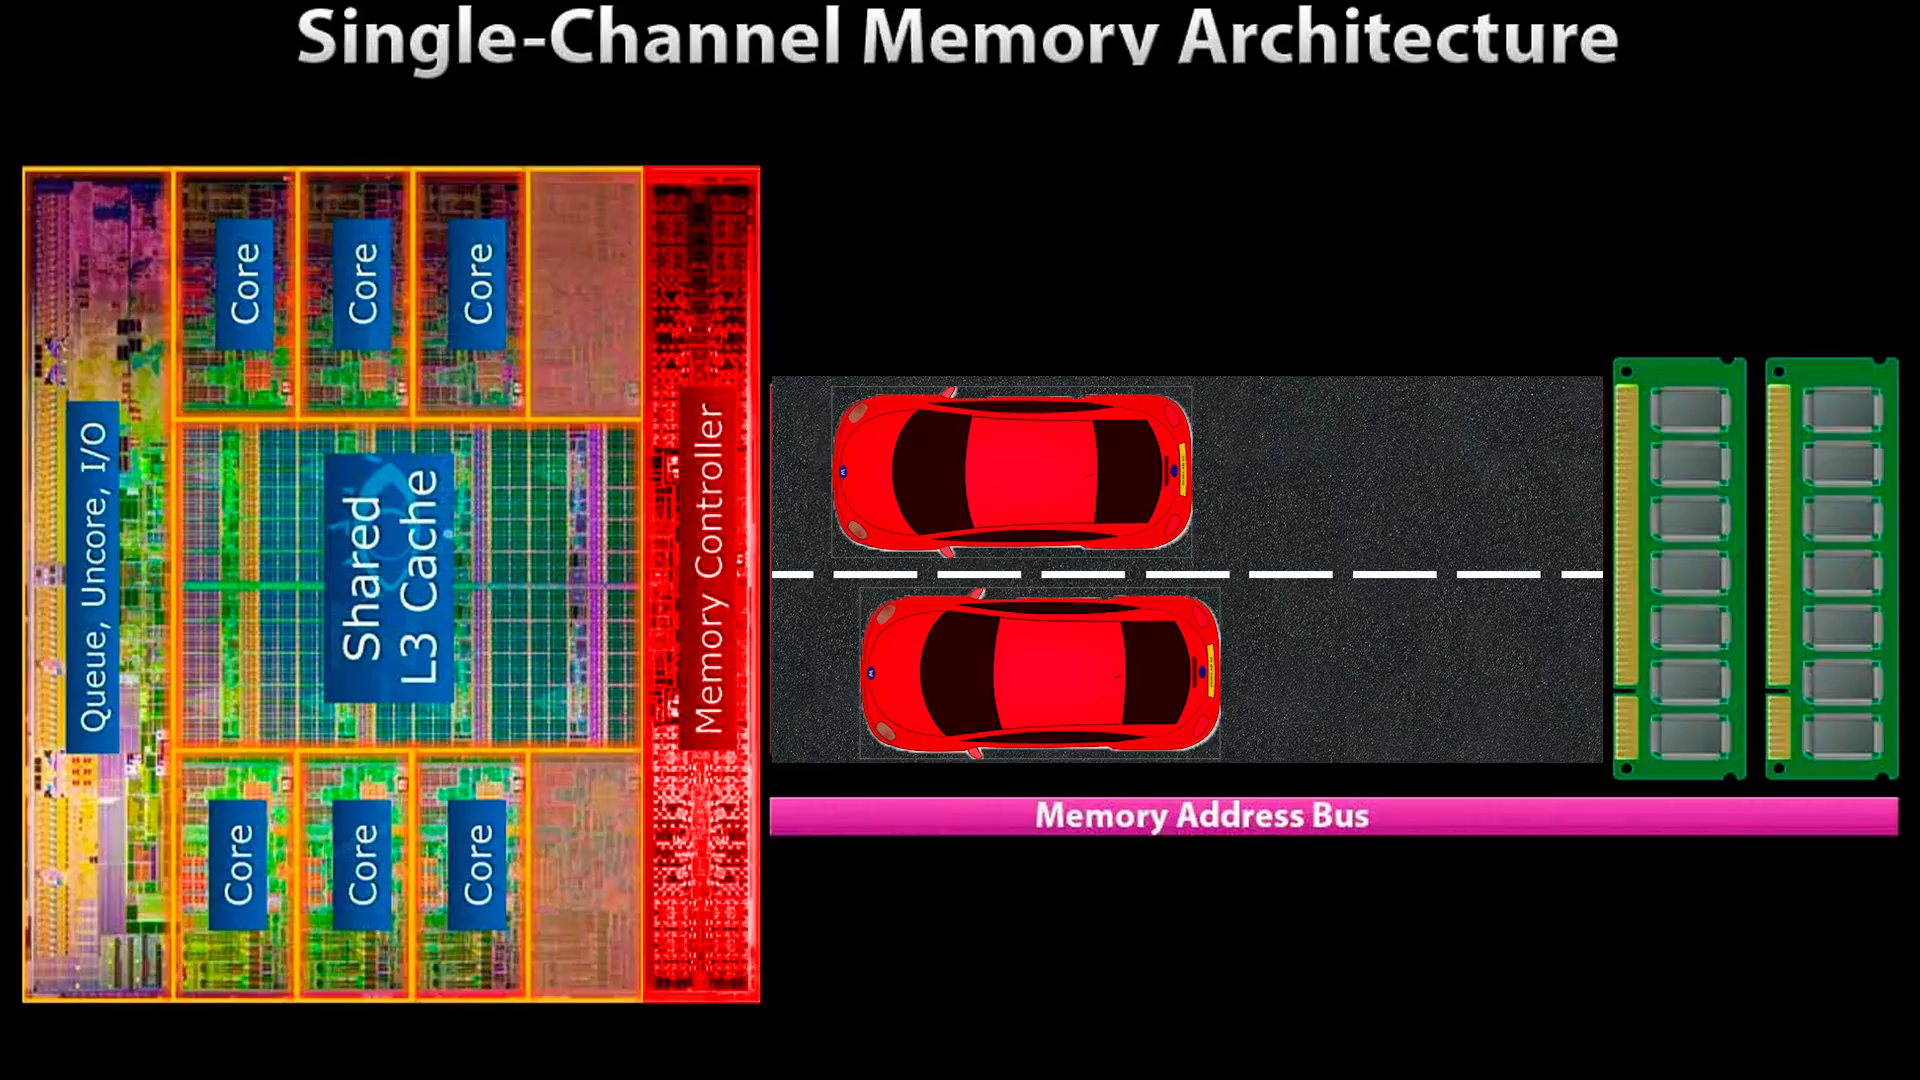 Single-Channel Memory Architecture
Core
Core
Core
Queue, Uncore, I/O
Shared
L3 Cache
Memory Controller
Core
Core
Core
Memory Address Bus